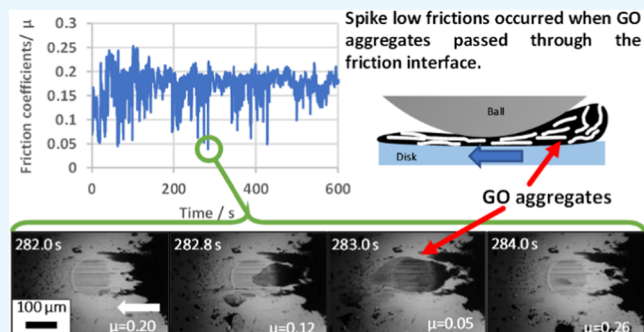 Spike low frictions occurred when GO
aggregates passed through the
friction interface.
Friction coefficients/ μ
0.3
0.25
0.2
0.15
0.1
0.05
0
0 200 400 600
Time / s
Ball
Disk
GO aggregates
282.0 s 282.8 s 283.0 s 284.0 s
100 μm
μ=0.20 μ=0.12 μ=0.05 μ=0.26